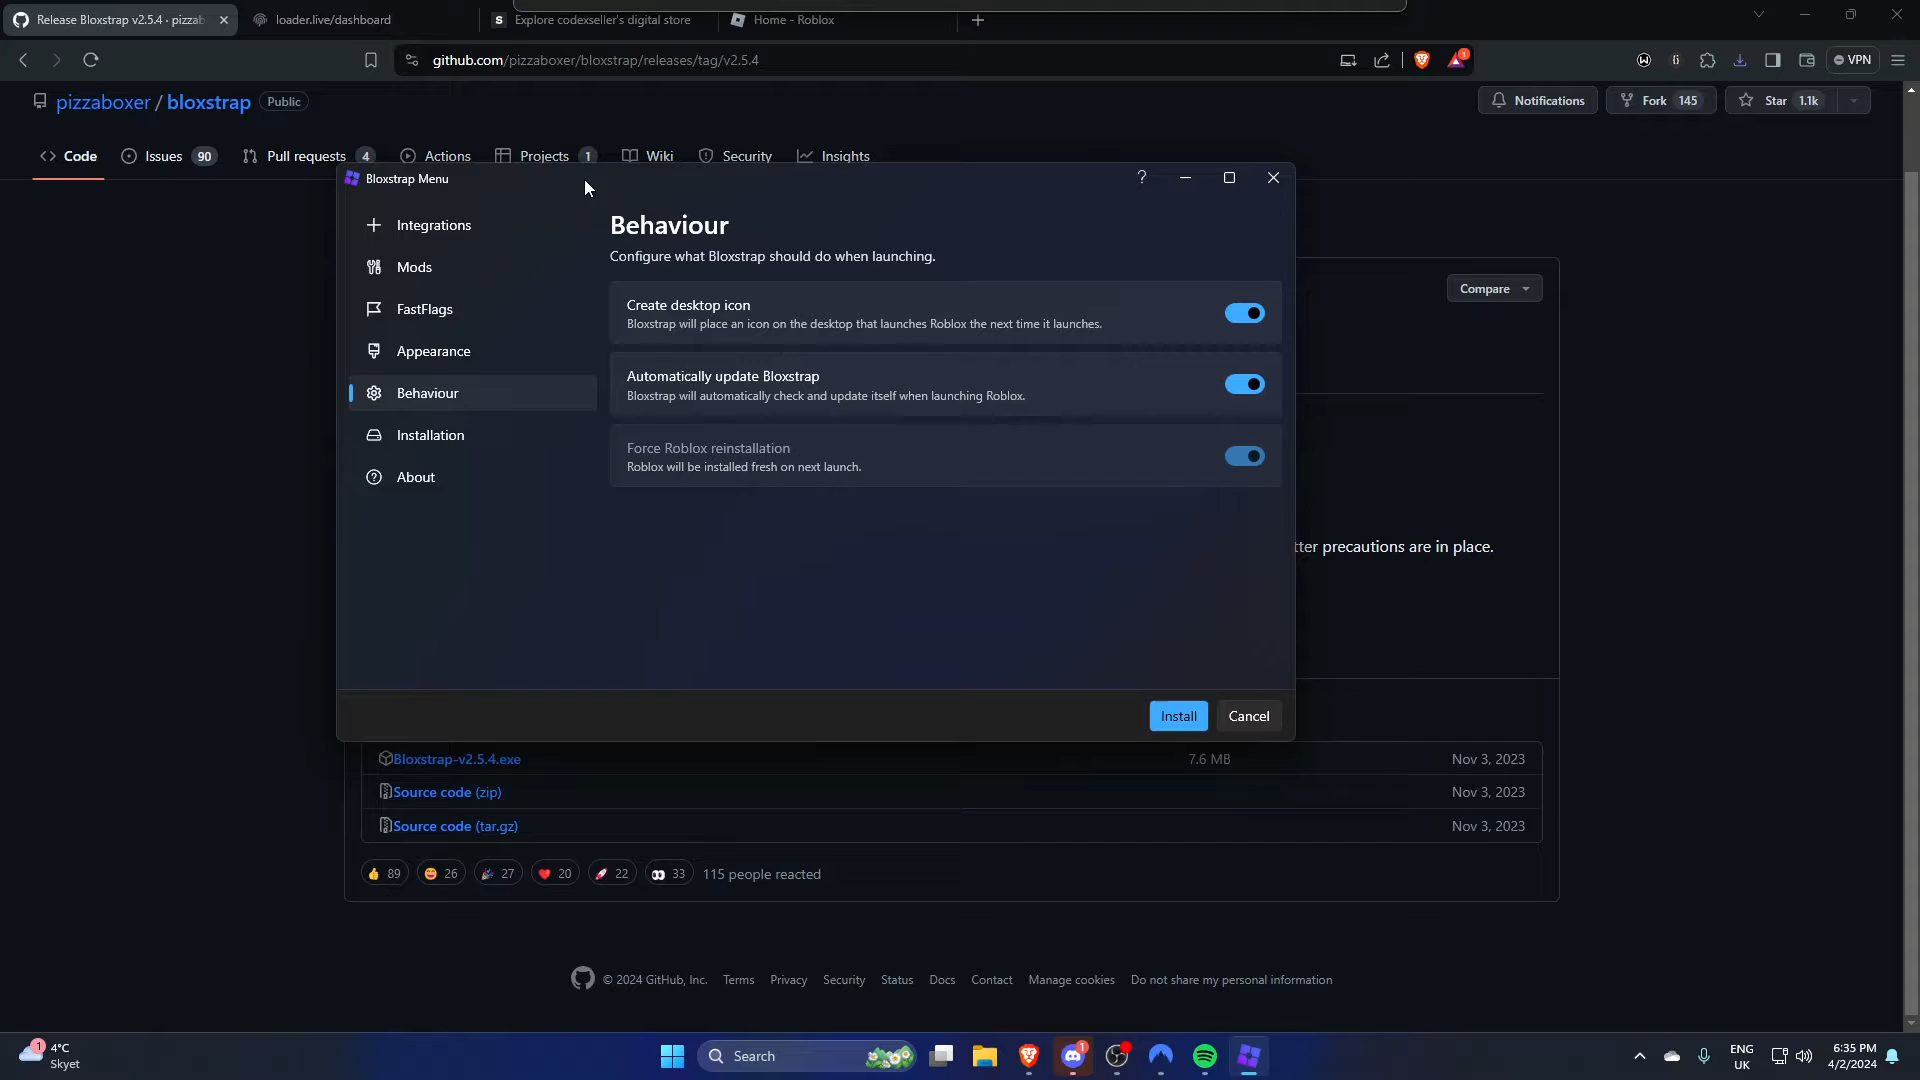 Release Bloxstrap v2.5.4 · pizzab
loader.live/dashboard
S Explore codexseller's digital store
Home - Roblox
github.com/pizzaboxer/bloxstrap/releases/tag/v2.5.4
1
VPN
pizzaboxer / bloxstrap Public
Notifications
Fork 145
Star 1.1k
Code
Issues 90
Pull requests 4
Actions
Projects 1
Wiki
Security
Insights
Bloxstrap Menu
?
Integrations
Mods
FastFlags
Appearance
Behaviour
Installation
About
Behaviour
Configure what Bloxstrap should do when launching.
Create desktop icon
Bloxstrap will place an icon on the desktop that launches Roblox the next time it launches.
Automatically update Bloxstrap
Bloxstrap will automatically check and update itself when launching Roblox.
Force Roblox reinstallation
Roblox will be installed fresh on next launch.
Install
Cancel
Compare
tter precautions are in place.
Bloxstrap-v2.5.4.exe 7.6 MB Nov 3, 2023
Source code (zip) Nov 3, 2023
Source code (tar.gz) Nov 3, 2023
89 26 27 20 22 33 115 people reacted
© 2024 GitHub, Inc. Terms Privacy Security Status Docs Contact Manage cookies Do not share my personal information
1
4°C
Skyet
Search
1
ENG
UK
6:35 PM
4/2/2024